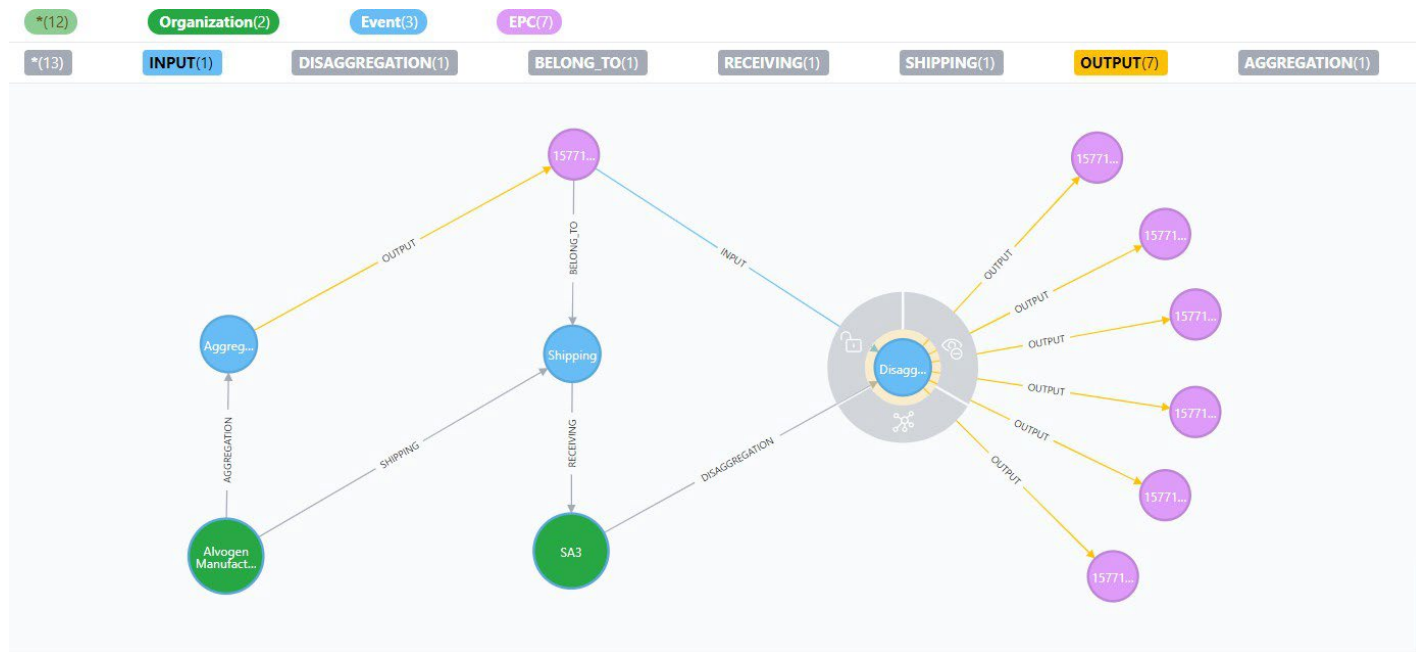 *(12) Organization(2) Event(3) EPC(7)
*(13) INPUT(1) DISAGGREGATION(1) BELONG_TO(1) RECEIVING(1) SHIPPING(1) OUTPUT(7) AGGREGATION(1)
15771...
15771...
OUTPUT
BELONG_TO
INPUT
OUTPUT
15771...
OUTPUT
15771...
OUTPUT
Aggreg...
Shipping
Disagg...
OUTPUT
15771...
AGGREGATION
SHIPPING
RECEIVING
DISAGGREGATION
OUTPUT
15771...
OUTPUT
Alvogen
Manufact...
SA3
15771...